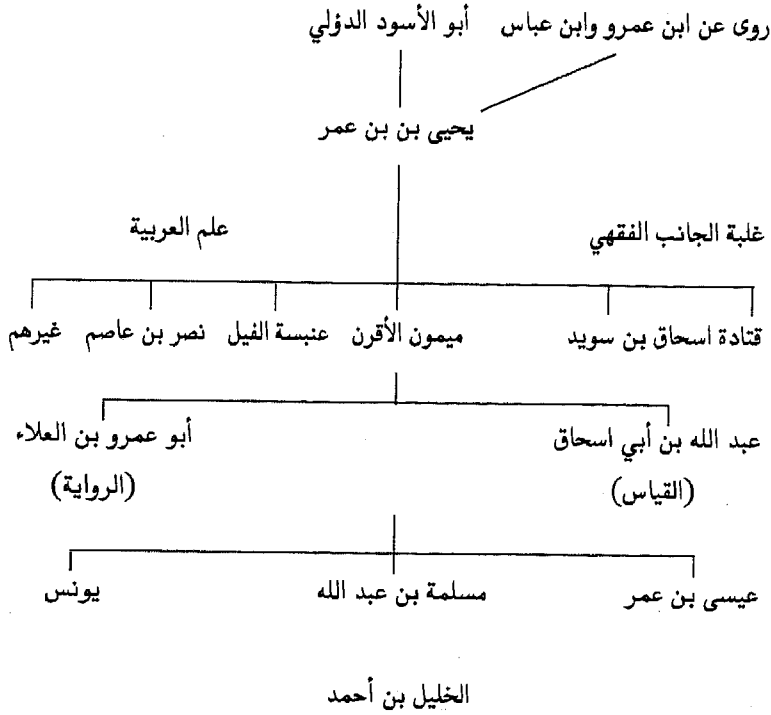 روى عن ابن عمرو وابن عباس أبو الأسود الدؤلي
يحيى بن بن عمر
غلبة الجانب الفقهي علم العربية
قتادة اسحاق بن سويد ميمون الأقرن عنبسة الفيل نصر بن عاصم غيرهم
عبد الله بن أبي اسحاق أبو عمرو بن العلاء
(القياس) (الرواية)
عيسى بن عمر مسلمة بن عبد الله يونس
الخليل بن أحمد